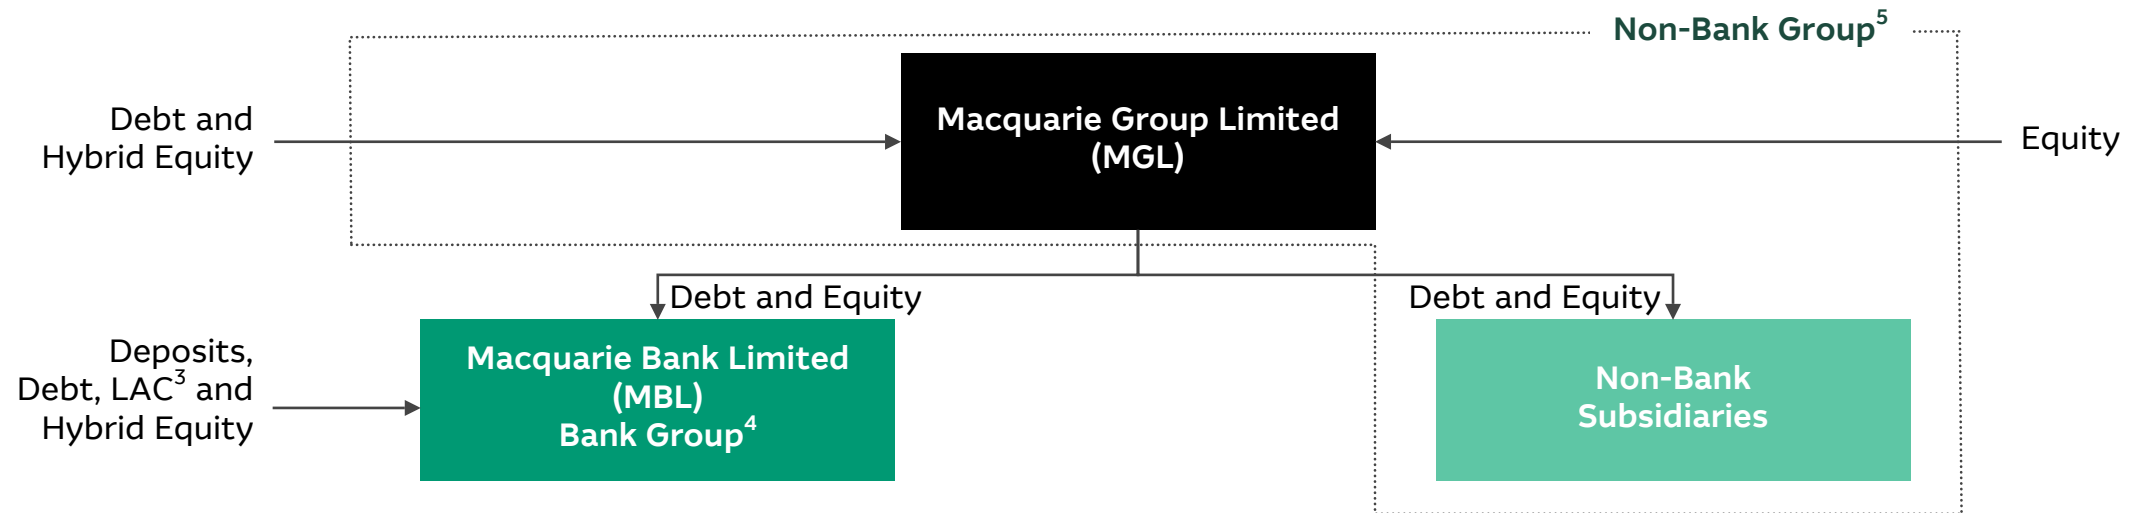 Non-Bank Group5
Debt and
Hybrid Equity
Macquarie Group Limited
(MGL)
Equity
Debt and Equity
Debt and Equity
Deposits,
Debt, LAC3 and
Hybrid Equity
Macquarie Bank Limited
(MBL)
Bank Group4
Non-Bank
Subsidiaries